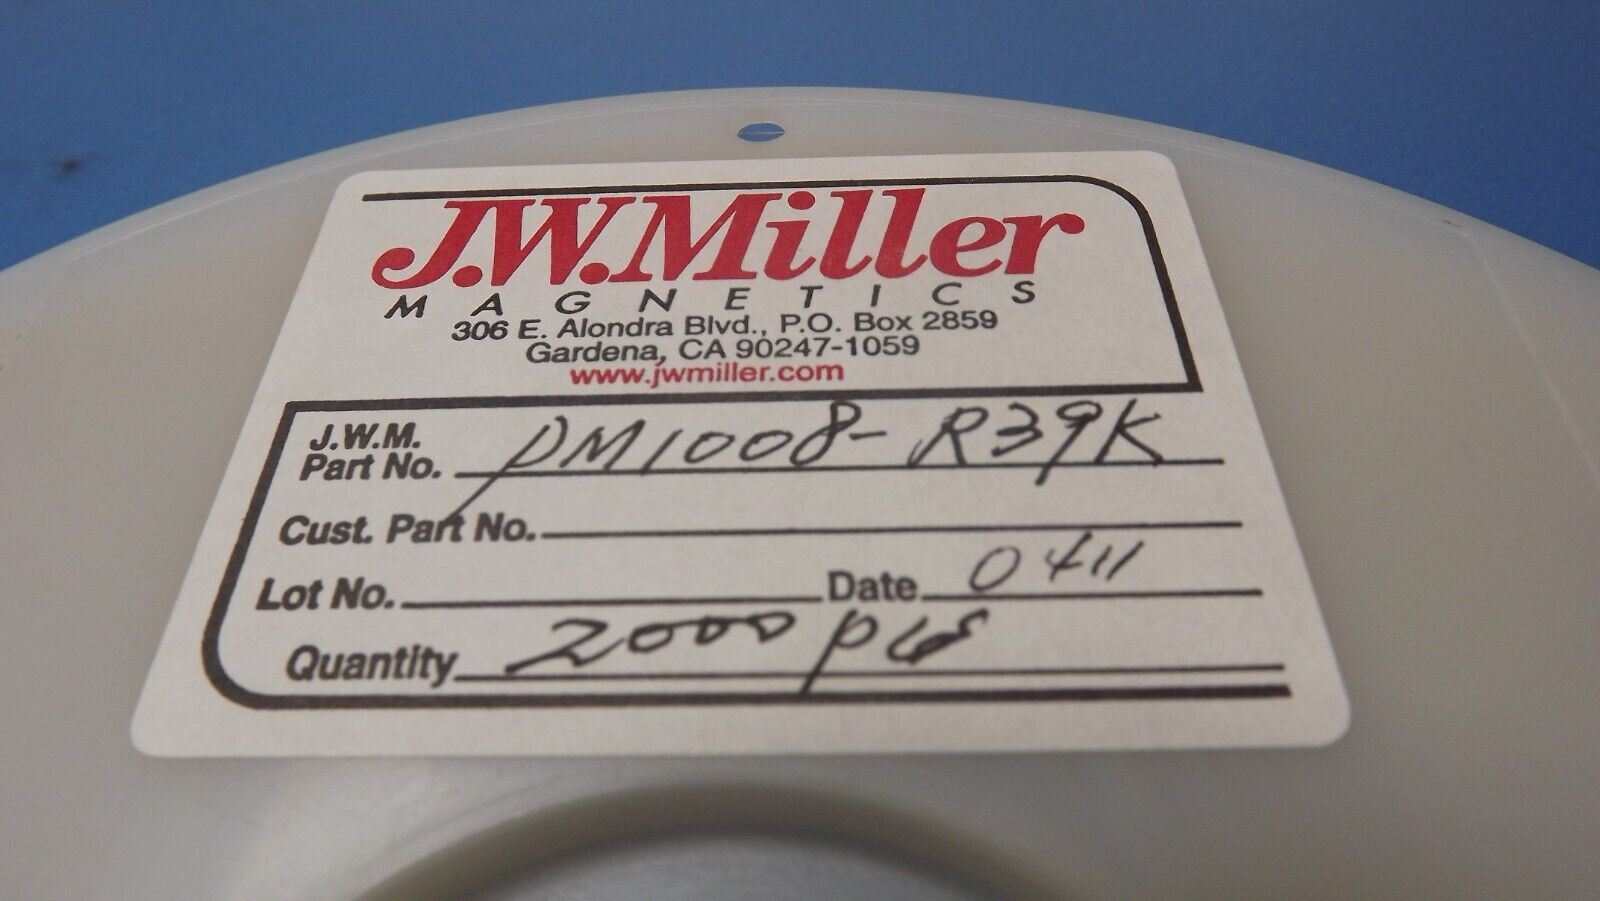 J.W.Miller
MAGNETICS
306 E. Alondra Blvd., P.O. Box 2859
Gardena, CA 90247-1059
www.jwmiller.com
J.W.M.
Part No. PM1008-R39K
Cust. Part No.
Lot No. Date 0411
Quantity 2000 pcs